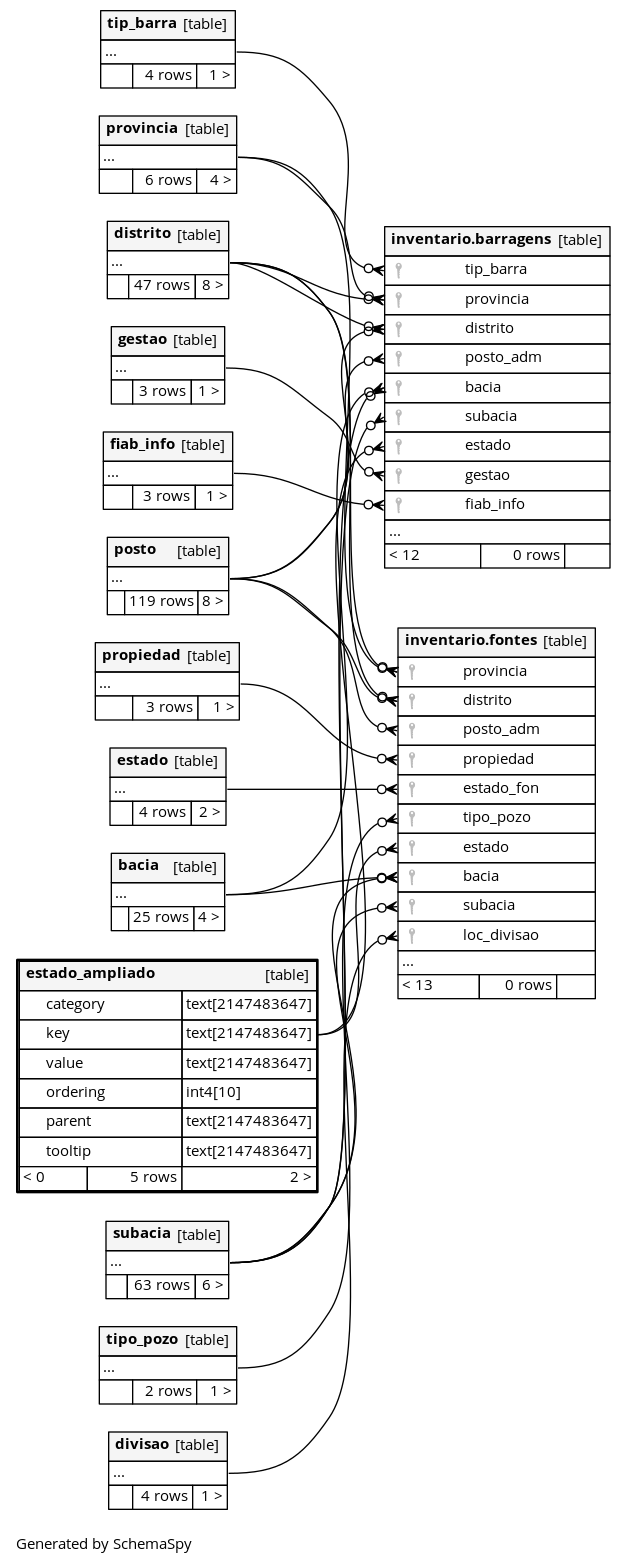 tip_barra [table]
...
4 rows 1 >
provincia [table]
...
6 rows 4 >
distrito [table]
...
47 rows 8 >
gestao [table]
...
3 rows 1 >
fiab_info [table]
...
3 rows 1 >
posto [table]
...
119 rows 8 >
propiedad [table]
...
3 rows 1 >
estado [table]
...
4 rows 2 >
bacia [table]
...
25 rows 4 >
estado_ampliado [table]
category text[2147483647]
key text[2147483647]
value text[2147483647]
ordering int4[10]
parent text[2147483647]
tooltip text[2147483647]
< 0 5 rows 2 >
subacia [table]
...
63 rows 6 >
tipo_pozo [table]
...
2 rows 1 >
divisao [table]
...
4 rows 1 >
inventario.barragens [table]
tip_barra
provincia
distrito
posto_adm
bacia
subacia
estado
gestao
fiab_info
...
< 12 0 rows
inventario.fontes [table]
provincia
distrito
posto_adm
propiedad
estado_fon
tipo_pozo
estado
bacia
subacia
loc_divisao
...
< 13 0 rows
Generated by SchemaSpy